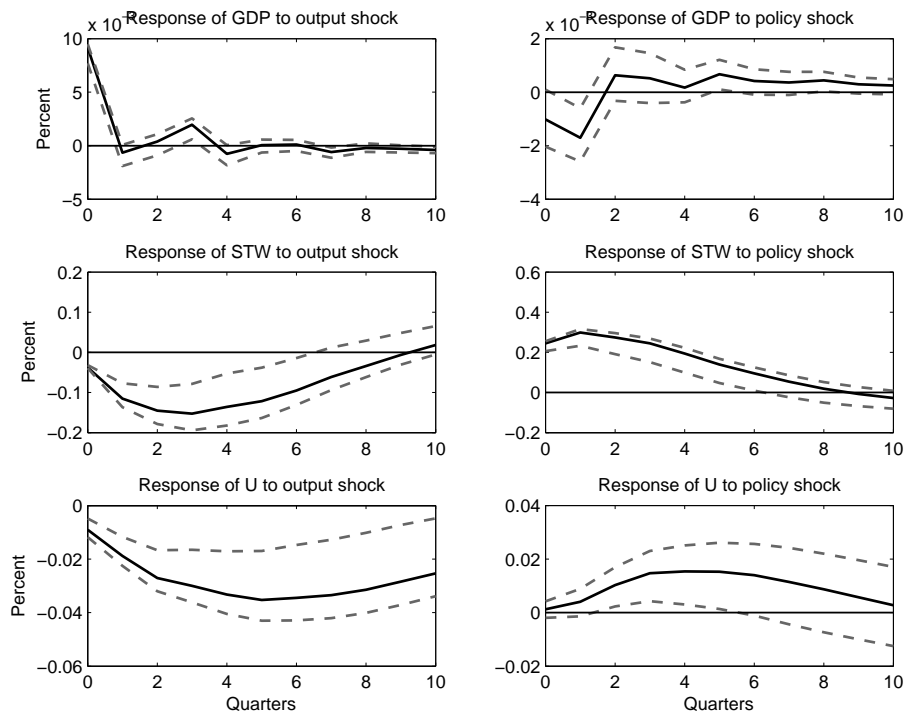 Response of GDP to output shock
x 10
10
5
0
−5
0 2 4 6 8 10
Percent
Response of GDP to policy shock
x 10
2
0
−2
−4
0 2 4 6 8 10
Response of STW to output shock
0.2
0.1
0
−0.1
−0.2
0 2 4 6 8 10
Percent
Response of STW to policy shock
0.6
0.4
0.2
0
−0.2
0 2 4 6 8 10
Response of U to output shock
0
−0.02
−0.04
−0.06
0 2 4 6 8 10
Percent
Quarters
Response of U to policy shock
0.04
0.02
0
−0.02
0 2 4 6 8 10
Quarters